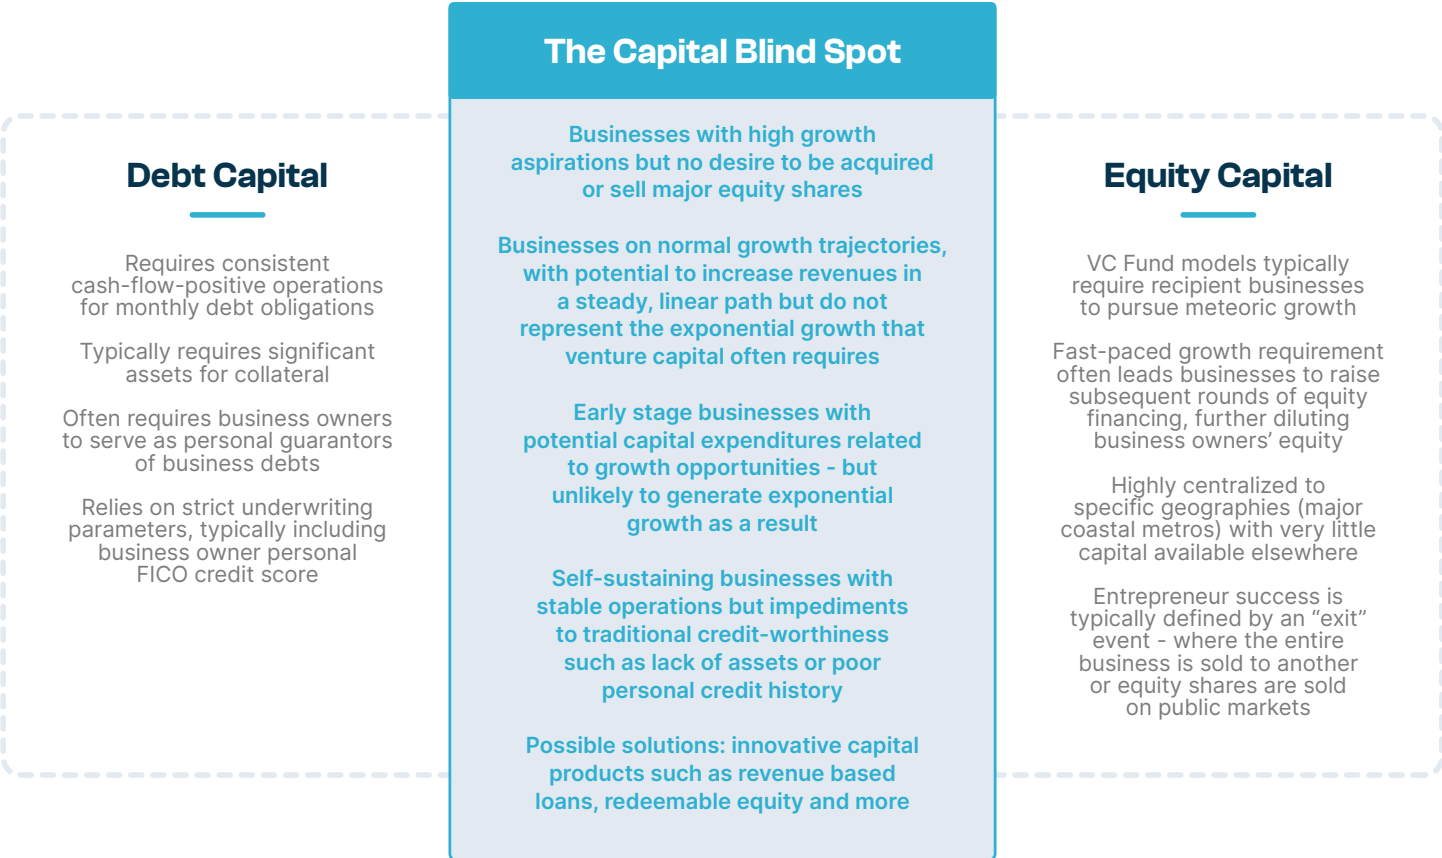 The Capital Blind Spot
Businesses with high growth
aspirations but no desire to be acquired
or sell major equity shares
Businesses on normal growth trajectories,
with potential to increase revenues in
a steady, linear path but do not
represent the exponential growth that
venture capital often requires
Early stage businesses with
potential capital expenditures related
to growth opportunities - but
unlikely to generate exponential
growth as a result
Self-sustaining businesses with
stable operations but impediments
to traditional credit-worthiness
such as lack of assets or poor
personal credit history
Possible solutions: innovative capital
products such as revenue based
loans, redeemable equity and more
Debt Capital
Requires consistent
cash-flow-positive operations
for monthly debt obligations
Typically requires significant
assets for collateral
Often requires business owners
to serve as personal guarantors
of business debts
Relies on strict underwriting
parameters, typically including
business owner personal
FICO credit score
Equity Capital
VC Fund models typically
require recipient businesses
to pursue meteoric growth
Fast-paced growth requirement
often leads businesses to raise
subsequent rounds of equity
financing, further diluting
business owners’ equity
Highly centralized to
specific geographies (major
coastal metros) with very little
capital available elsewhere
Entrepreneur success is
typically defined by an “exit”
event - where the entire
business is sold to another
or equity shares are sold
on public markets